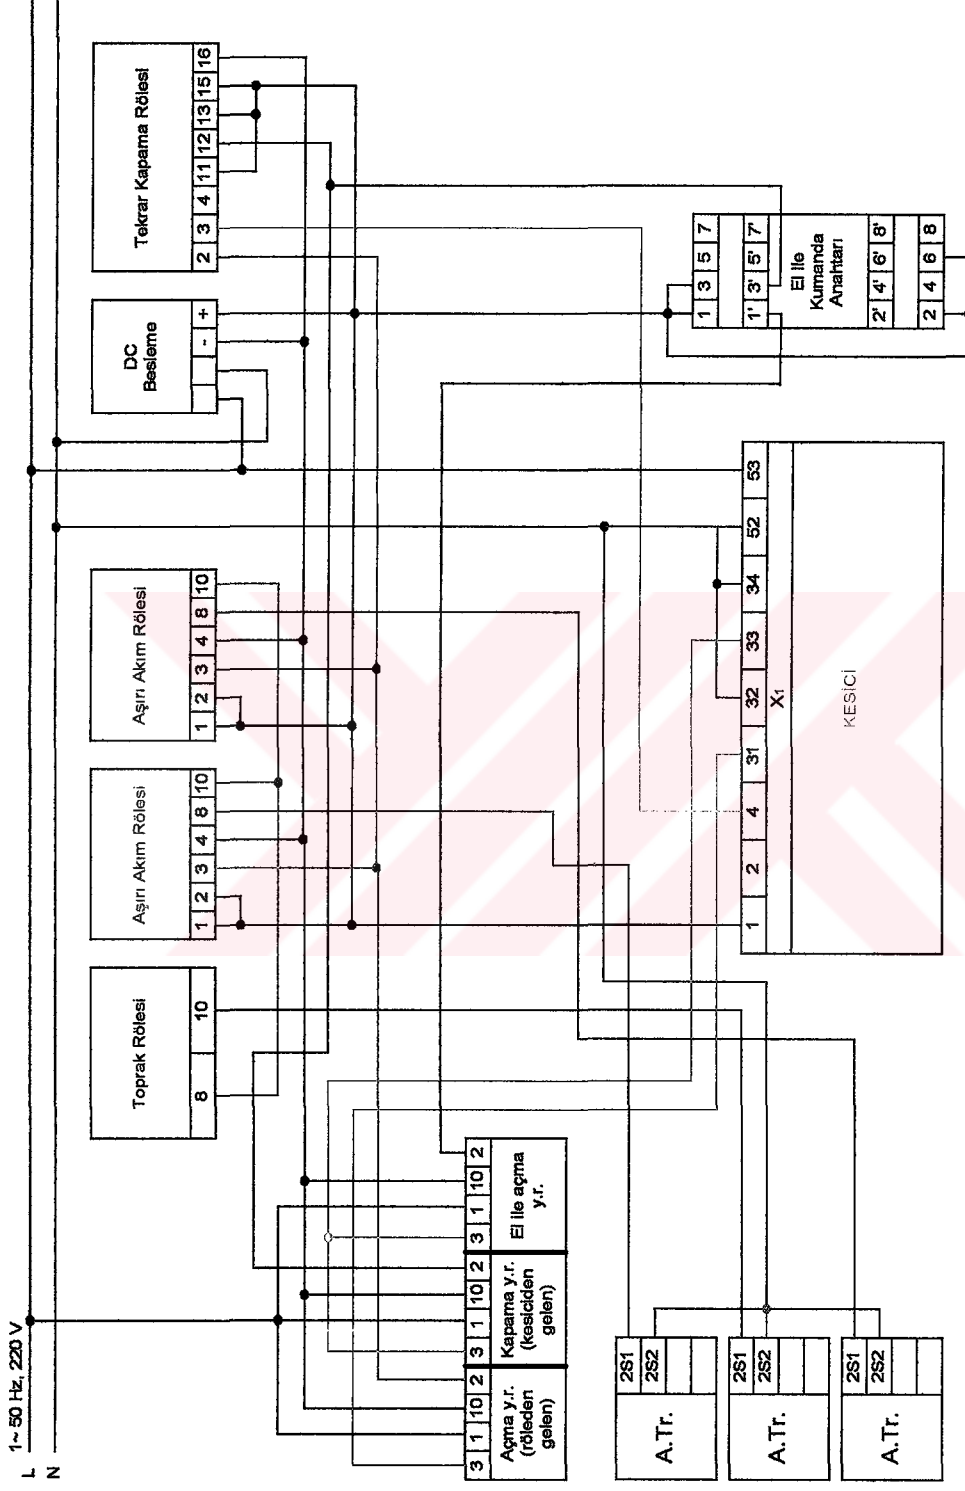 1~ 50 Hz, 220 V
L
N
Toprak Rölesi
8 10
Aşırı Akım Rölesi
1 2 3 4 8 10
Aşırı Akım Rölesi
1 2 3 4 8 10
DC
Besleme
- +
Tekrar Kapama Rölesi
2 3 4 11 12 13 15 16
3 1 10 2 3 1 10 2 3 1 10 2
Açma y.r.
(röleden
gelen)
Kapama y.r.
(kesiciden
gelen)
El ile açma
y.r.
1 3 5 7
1' 3' 5' 7'
El ile
Kumanda
Anahtarı
2' 4' 6' 8'
2 4 6 8
1 2 4 31 32 33 34 52 53
X1
KESİCİ
A.Tr.
2S1
2S2
A.Tr.
2S1
2S2
A.Tr.
2S1
2S2